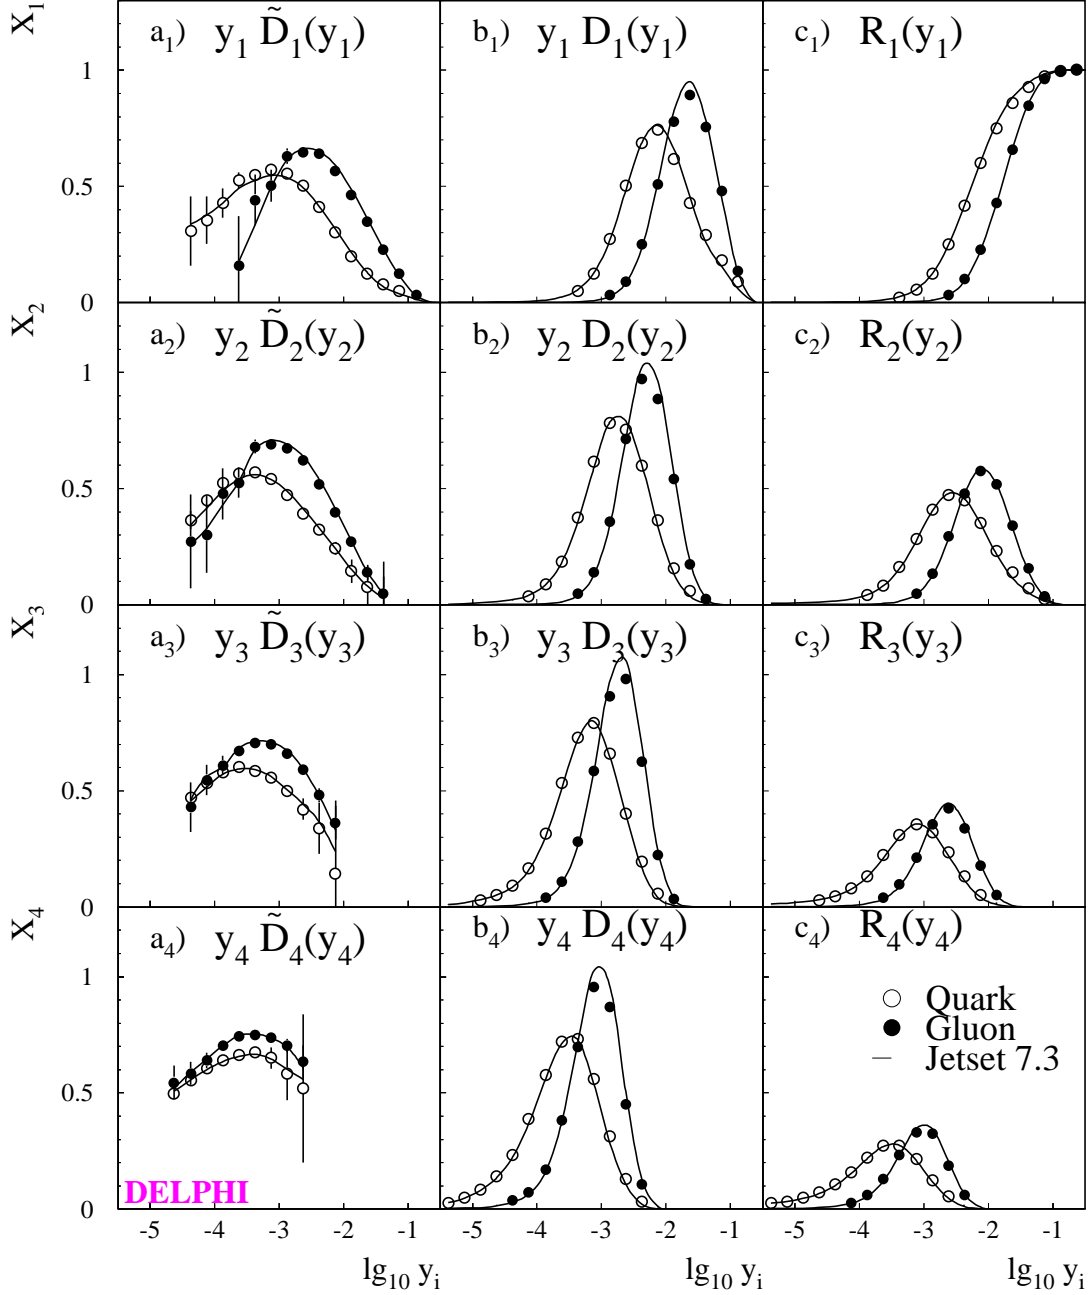 X₁
a₁) y₁ D̃₁(y₁)
b₁) y₁ D₁(y₁)
c₁) R₁(y₁)
1
0.5
0
X₂
a₂) y₂ D̃₂(y₂)
b₂) y₂ D₂(y₂)
c₂) R₂(y₂)
1
0.5
0
X₃
a₃) y₃ D̃₃(y₃)
b₃) y₃ D₃(y₃)
c₃) R₃(y₃)
1
0.5
0
X₄
a₄) y₄ D̃₄(y₄)
b₄) y₄ D₄(y₄)
c₄) R₄(y₄)
1
0.5
0
Quark
Gluon
Jetset 7.3
DELPHI
-5 -4 -3 -2 -1 -5 -4 -3 -2 -1 -5 -4 -3 -2 -1
lg₁₀ yᵢ lg₁₀ yᵢ lg₁₀ yᵢ